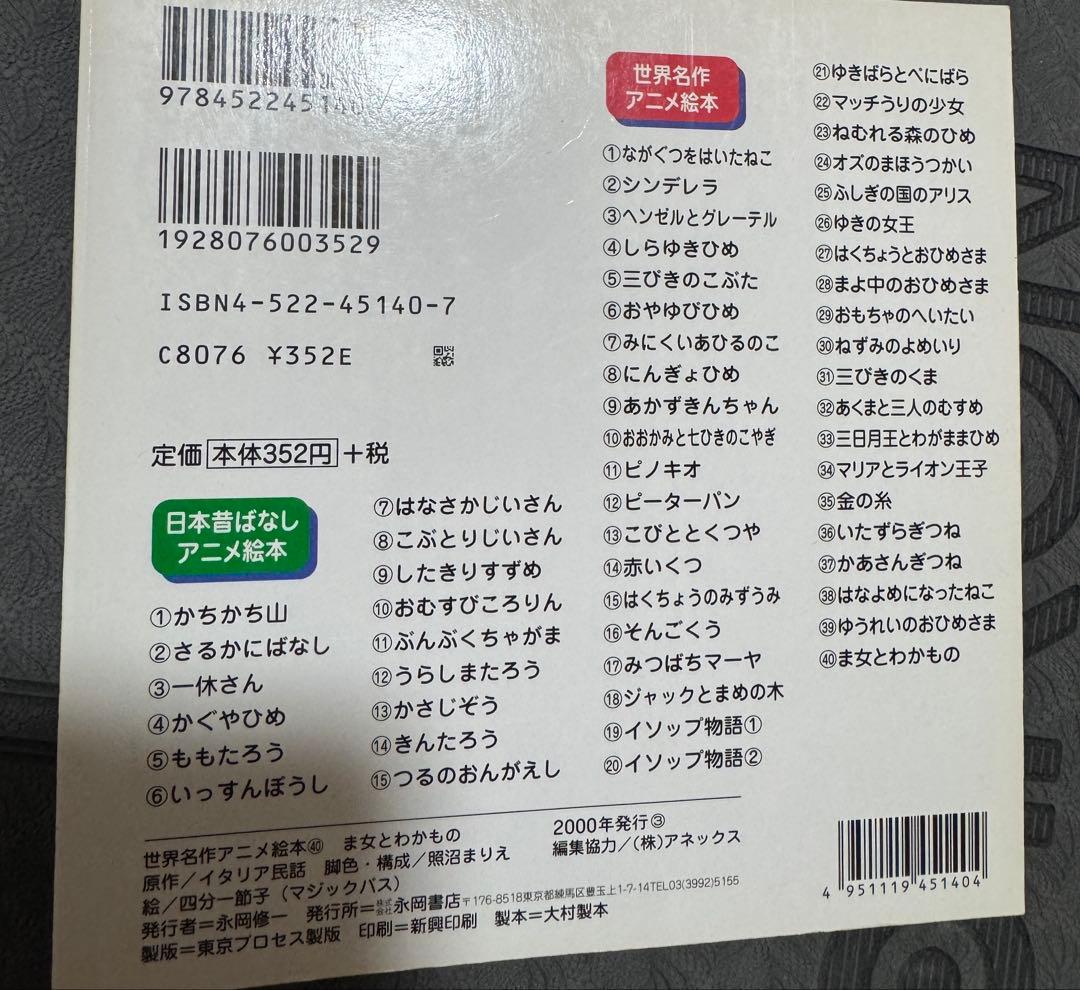 9784522451403
1928076003529
ISBN4-522-45140-7
C8076 ¥352E
定価 本体352円 +税
日本昔ばなし
アニメ絵本
①かちかち山
②さるかにばなし
③一休さん
④かぐやひめ
⑤ももたろう
⑥いっすんぼうし
⑦はなさかじいさん
⑧こぶとりじいさん
⑨したきりすずめ
⑩おむすびころりん
⑪ぶんぶくちゃがま
⑫うらしまたろう
⑬かさじぞう
⑭きんたろう
⑮つるのおんがえし
世界名作
アニメ絵本
①ながぐつをはいたねこ
②シンデレラ
③ヘンゼルとグレーテル
④しらゆきひめ
⑤三びきのこぶた
⑥おやゆびひめ
⑦みにくいあひるのこ
⑧にんぎょひめ
⑨あかずきんちゃん
⑩おおかみと七ひきのこやぎ
⑪ピノキオ
⑫ピーターパン
⑬こびととくつや
⑭赤いくつ
⑮はくちょうのみずうみ
⑯そんごくう
⑰みつばちマーヤ
⑱ジャックとまめの木
⑲イソップ物語①
⑳イソップ物語②
㉑ゆきばらとべにばら
㉒マッチうりの少女
㉓ねむれる森のひめ
㉔オズのまほうつかい
㉕ふしぎの国のアリス
㉖ゆきの女王
㉗はくちょうとおひめさま
㉘まよ中のおひめさま
㉙おもちゃのへいたい
㉚ねずみのよめいり
㉛三びきのくま
㉜あくまと三人のむすめ
㉝三日月王とわがままひめ
㉞マリアとライオン王子
㉟金の糸
㊱いたずらぎつね
㊲かあさんぎつね
㊳はなよめになったねこ
㊴ゆうれいのおひめさま
㊵ま女とわかもの
世界名作アニメ絵本㊵ ま女とわかもの 2000年発行③
原作/イタリア民話 脚色・構成/照沼まりえ 編集協力/(株)アネックス
絵/四分一節子(マジックバス)
発行者=永岡修一 発行所=株式会社永岡書店〒176-8518東京都練馬区豊玉上1-7-14TEL03(3992)5155
製版=東京プロセス製版 印刷=新興印刷 製本=大村製本
4 951119 451404